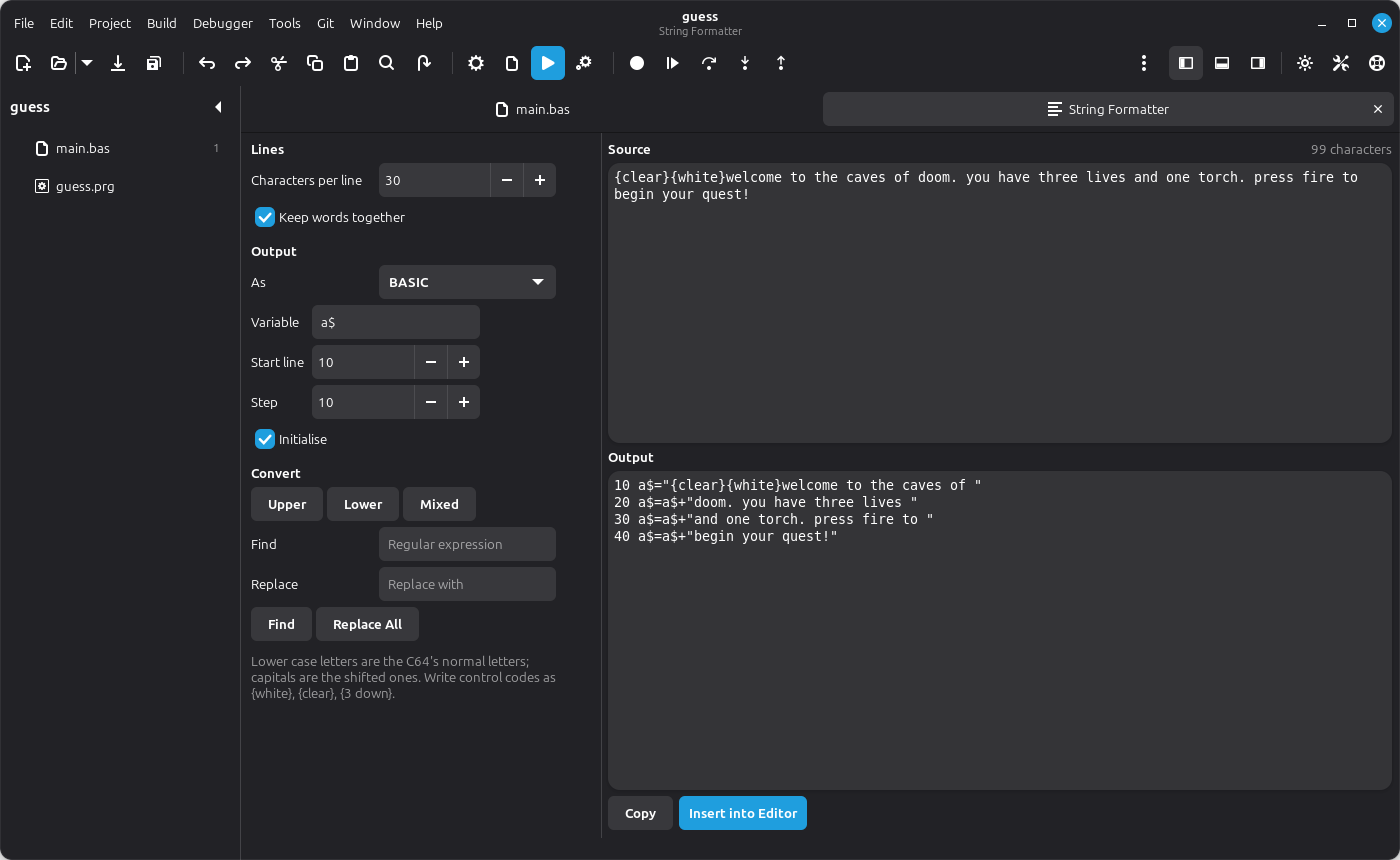 File Edit Project Build Debugger Tools Git Window Help
guess
String Formatter
guess
main.bas 1
guess.prg
main.bas
String Formatter
Lines
Characters per line 30
Keep words together
Output
As BASIC
Variable a$
Start line 10
Step 10
Initialise
Convert
Upper Lower Mixed
Find Regular expression
Replace Replace with
Find Replace All
Lower case letters are the C64's normal letters;
capitals are the shifted ones. Write control codes as
{white}, {clear}, {3 down}.
Source 99 characters
{clear}{white}welcome to the caves of doom. you have three lives and one torch. press fire to
begin your quest!
Output
10 a$="{clear}{white}welcome to the caves of "
20 a$=a$+"doom. you have three lives "
30 a$=a$+"and one torch. press fire to "
40 a$=a$+"begin your quest!"
Copy Insert into Editor